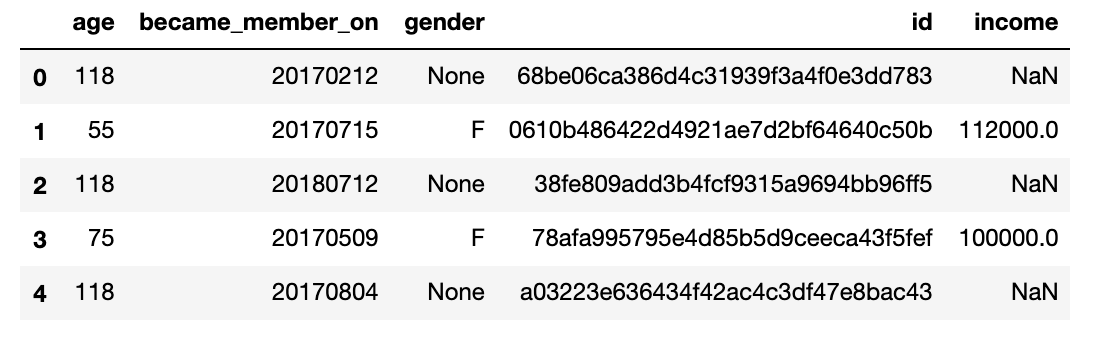 age became_member_on gender id income
0 118 20170212 None 68be06ca386d4c31939f3a4f0e3dd783 NaN
1 55 20170715 F 0610b486422d4921ae7d2bf64640c50b 112000.0
2 118 20180712 None 38fe809add3b4fcf9315a9694bb96ff5 NaN
3 75 20170509 F 78afa995795e4d85b5d9ceeca43f5fef 100000.0
4 118 20170804 None a03223e636434f42ac4c3df47e8bac43 NaN